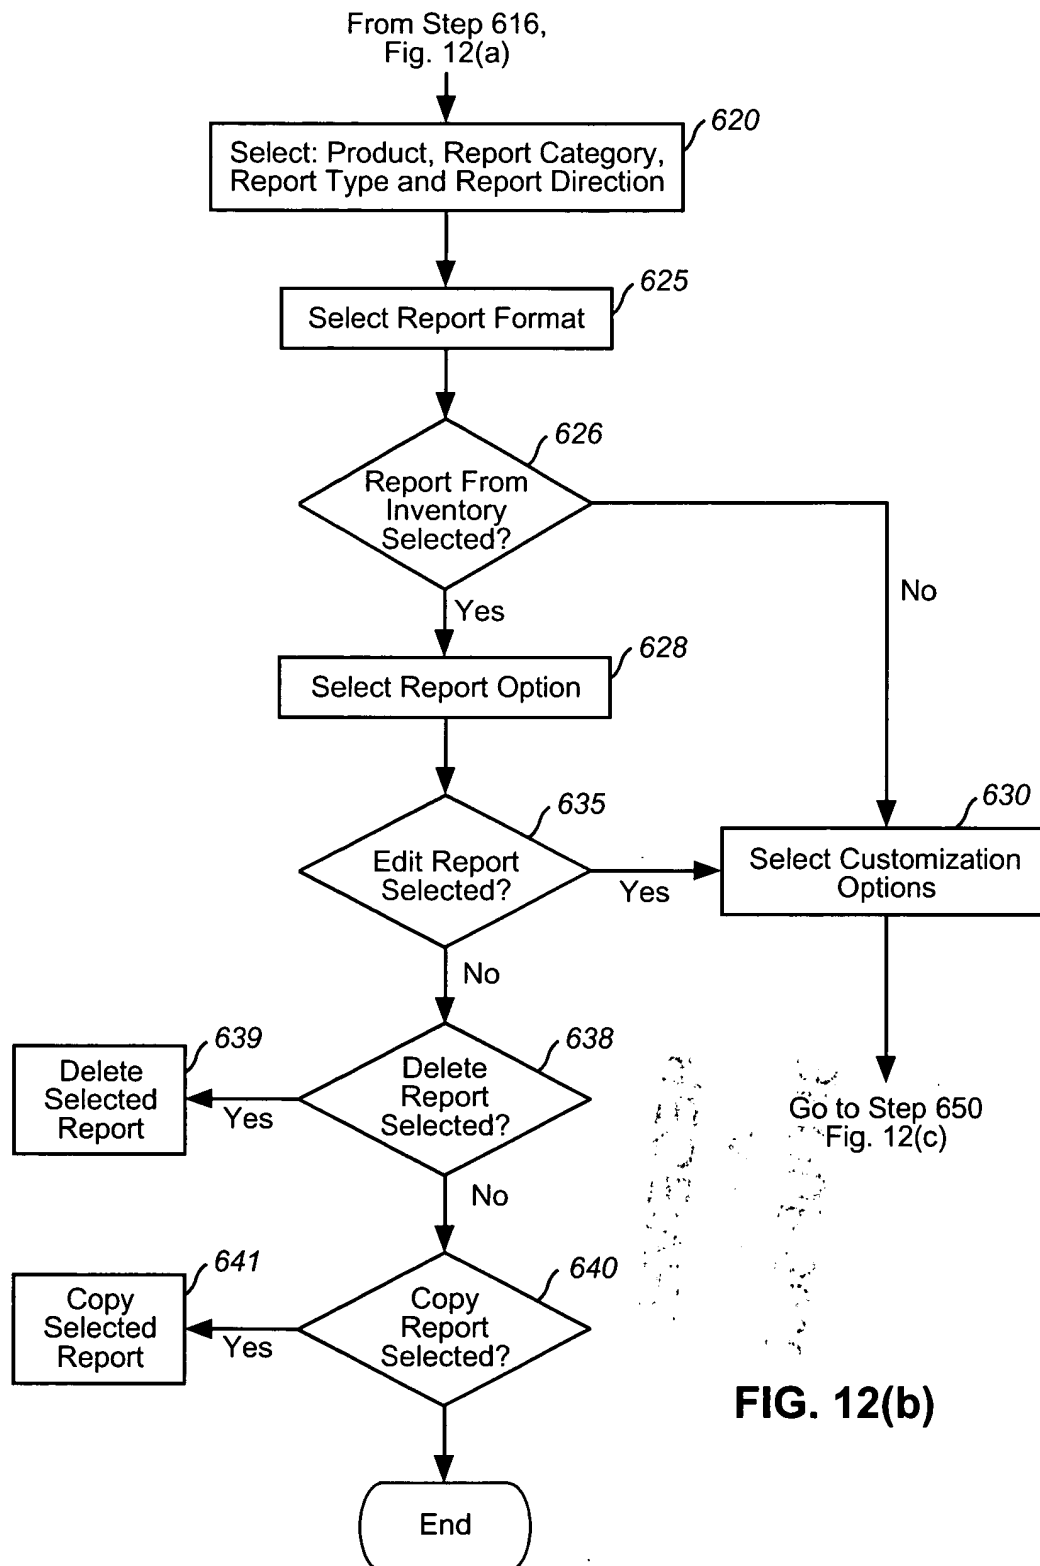 From Step 616,
Fig. 12(a)
620
Select: Product, Report Category,
Report Type and Report Direction
625
Select Report Format
626
Report From
Inventory
Selected?
No
Yes
628
Select Report Option
635
Edit Report
Selected?
Yes
630
Select Customization
Options
No
639
Delete
Selected
Report
Yes
638
Delete
Report
Selected?
Go to Step 650
Fig. 12(c)
No
641
Copy
Selected
Report
Yes
640
Copy
Report
Selected?
FIG. 12(b)
End